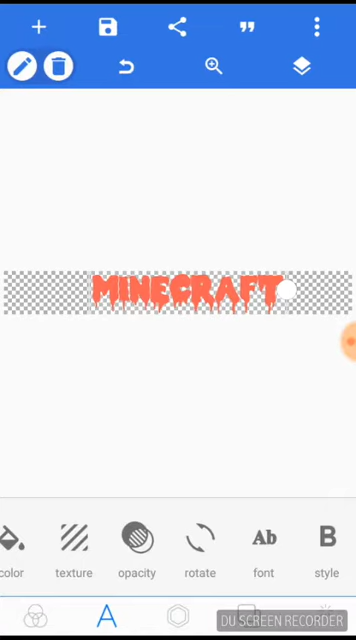 MINECRAFT
color texture opacity rotate font style
Ab B
A
DU SCREEN RECORDER